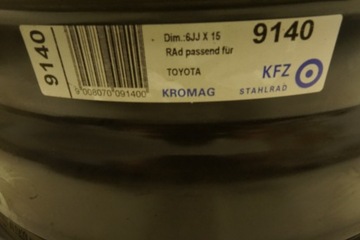 9140
Dim.:6JJ X 15
9140
RAd passend für
TOYOTA
KFZ
9"008070"091400"
KROMAG
STAHLRAD